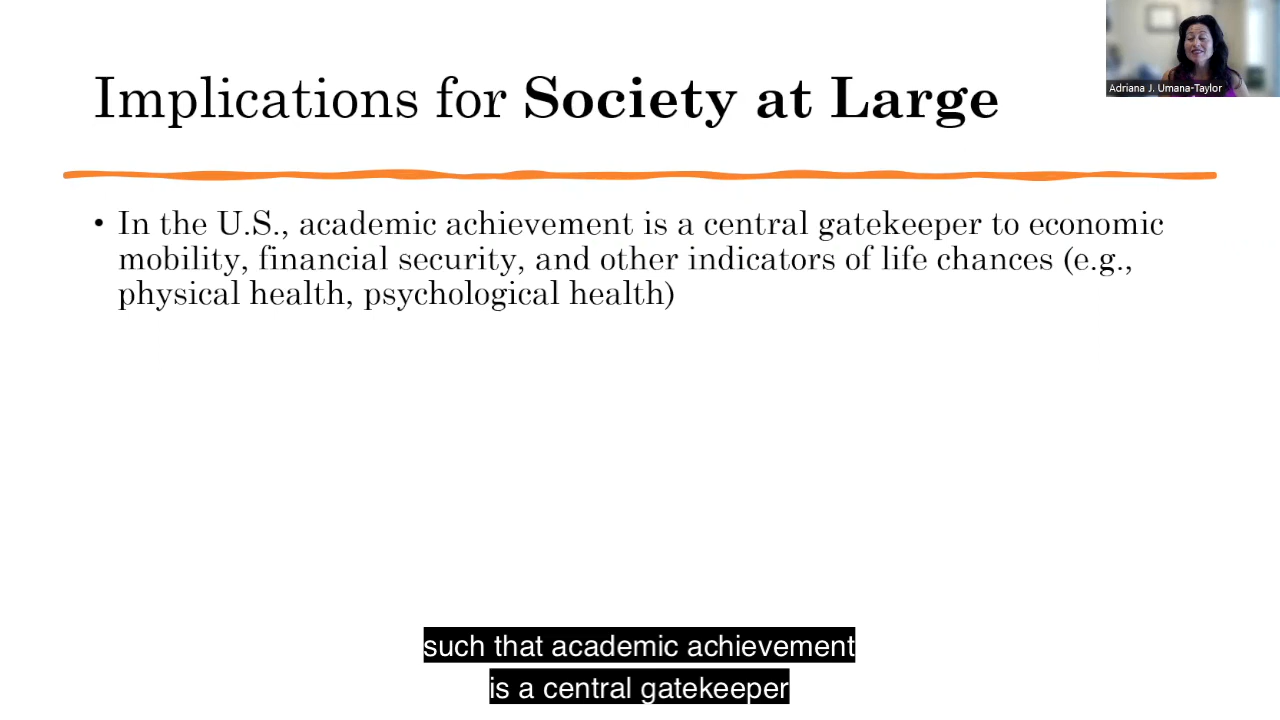 Implications for Society at Large
Adriana J. Umana-Taylor
• In the U.S., academic achievement is a central gatekeeper to economic
mobility, financial security, and other indicators of life chances (e.g.,
physical health, psychological health)
such that academic achievement
is a central gatekeeper